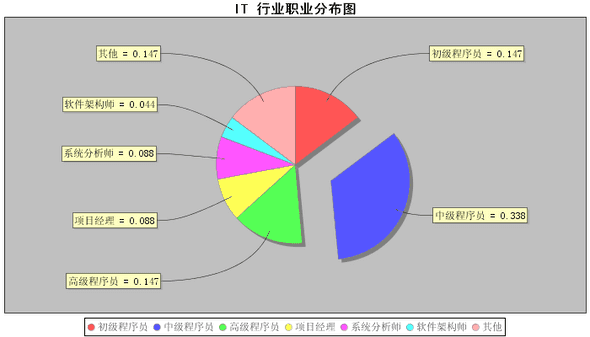 IT 行业职业分布图
其他 = 0.147
初级程序员 = 0.147
软件架构师 = 0.044
系统分析师 = 0.088
中级程序员 = 0.338
项目经理 = 0.088
高级程序员 = 0.147
初级程序员 中级程序员 高级程序员 项目经理 系统分析师 软件架构师 其他